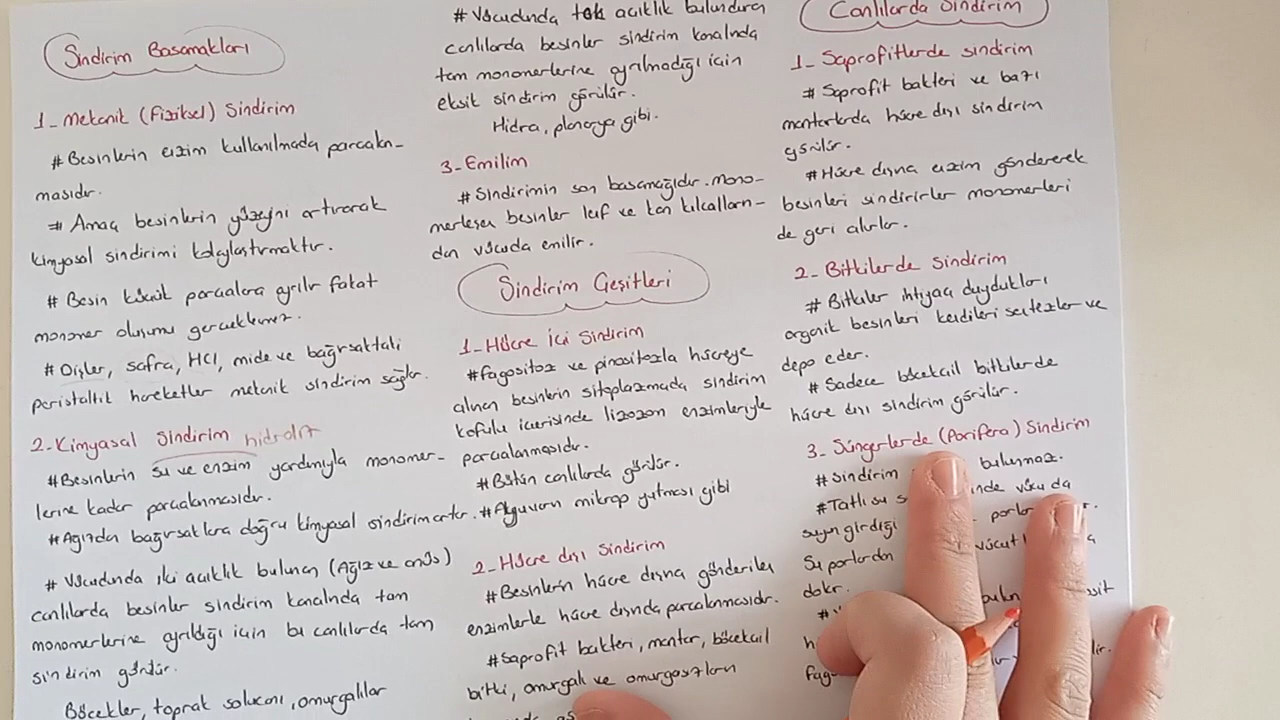 Sindirim Basamakları
1- Mekanik (Fiziksel) Sindirim
# Besinlerin enzim kullanılmada parçalan-
masıdır.
# Amaç besinlerin yüzeyini artırarak
kimyasal sindirimi kolaylaştırmaktır.
# Besin küçük parçalara ayrılır fakat
monomer oluşumu gerçekleşmez.
# Dişler, safra, HCl, mide ve bağırsaktaki
peristaltik hareketler mekanik sindirim sağlar.
2- Kimyasal Sindirim hidroliz
# Besinlerin su ve enzim yardımıyla monomer-
lerine kadar parçalanmasıdır.
# Ağızdan bağırsaklara doğru kimyasal sindirim artar.
# Vücudunda iki açıklık bulunan (Ağız ve anüs)
canlılarda besinler sindirim kanalında tam
monomerlerine ayrıldığı için bu canlılarda tam
sindirim görülür.
Böcekler, toprak solucanı, omurgalılar
# Vücudunda tek açıklık bulunduran
canlılarda besinler sindirim kanalında
tam monomerlerine ayrılmadığı için
eksik sindirim görülür.
Hidra, planarya gibi.
3- Emilim
# Sindirimin son basamağıdır. Mono-
merleşen besinler lenf ve kan kılcalların-
dan vücuda emilir.
Sindirim Çeşitleri
1- Hücre İçi Sindirim
# Fagositoz ve pinositozla hücreye
alınan besinlerin sitoplazmada sindirim
kofulu içerisinde lizozom enzimleriyle
parçalanmasıdır.
# Bütün canlılarda görülür.
# Akyuvarın mikrop yutması gibi
2- Hücre dışı Sindirim
# Besinlerin hücre dışına gönderilen
enzimlerle hücre dışında parçalanmasıdır.
# Saprofit bakteri, mantar, böcekçil
bitki, omurgalı ve omurgasızların
Canlılarda Sindirim
1- Saprofitlerde sindirim
# Saprofit bakteri ve bazı
mantarlarda hücre dışı sindirim
görülür.
# Hücre dışına enzim göndererek
besinleri sindirirler monomerleri
de geri alırlar.
2- Bitkilerde Sindirim
# Bitkiler ihtiyaç duydukları
organik besinleri kendileri sentezler ve
depo eder.
# Sadece böcekçil bitkilerde
hücre dışı sindirim görülür.
3- Süngerlerde (Porifera) Sindirim
# Sindirim bulunmaz.
# Tatlı su vücuda
suyun girdiği
Su porlardan vücut